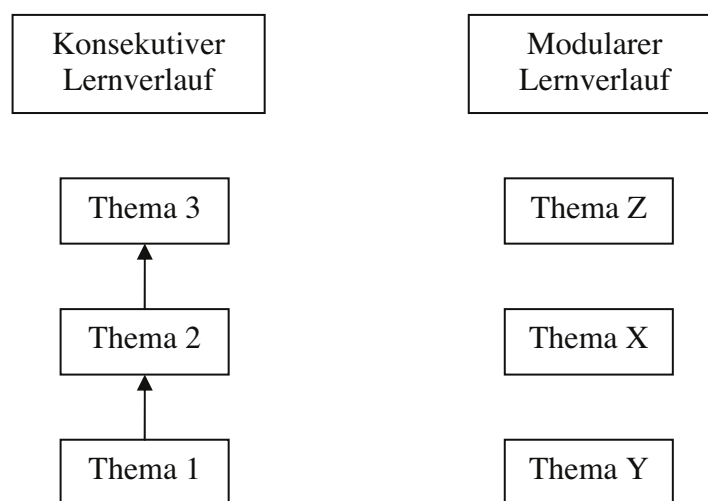 Konsekutiver
Lernverlauf
Modularer
Lernverlauf
Thema 3
Thema Z
Thema 2
Thema X
Thema 1
Thema Y